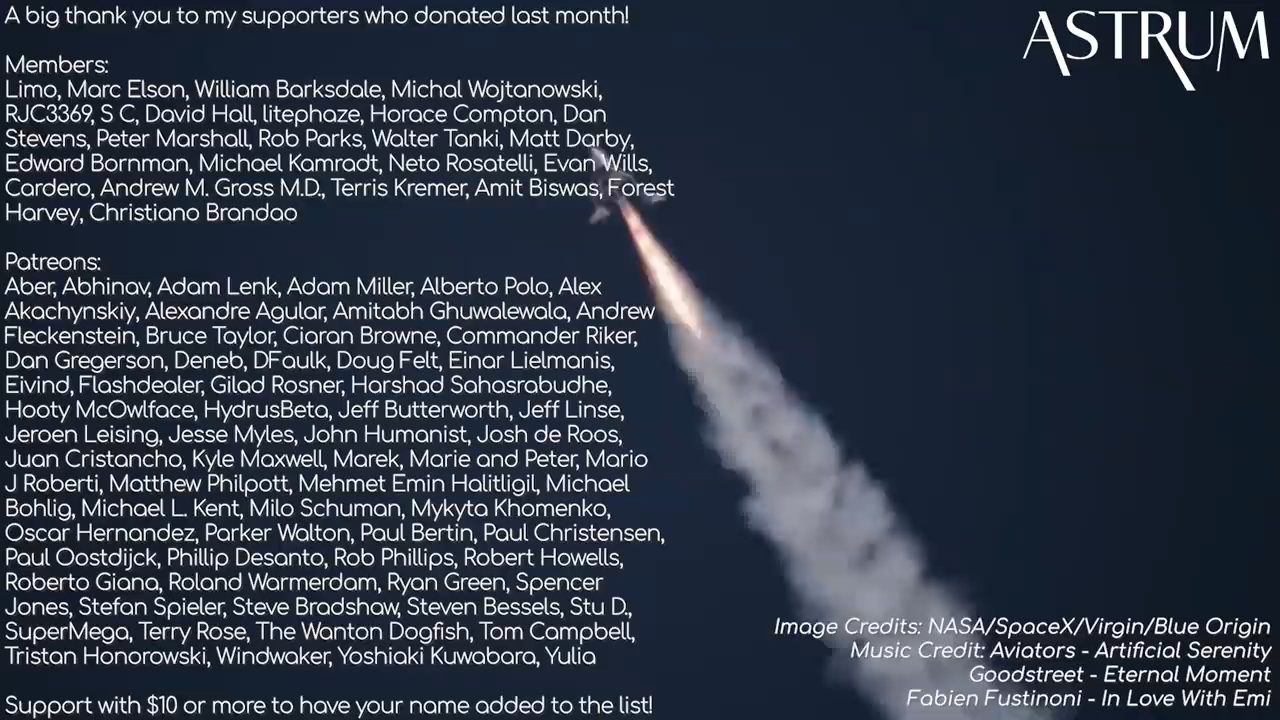 A big thank you to my supporters who donated last month!
Members:
Limo, Marc Elson, William Barksdale, Michal Wojtanowski,
RJC3369, S C, David Hall, litephaze, Horace Compton, Dan
Stevens, Peter Marshall, Rob Parks, Walter Tanki, Matt Darby,
Edward Bornman, Michael Kamradt, Neto Rosatelli, Evan Wills,
Cardero, Andrew M. Gross M.D., Terris Kremer, Amit Biswas, Forest
Harvey, Christiano Brandao
Patreons:
Aber, Abhinav, Adam Lenk, Adam Miller, Alberto Polo, Alex
Akachynskiy, Alexandre Agular, Amitabh Ghuwalewala, Andrew
Fleckenstein, Bruce Taylor, Ciaran Browne, Commander Riker,
Dan Gregerson, Deneb, DFaulk, Doug Felt, Einar Lielmanis,
Eivind, Flashdealer, Gilad Rosner, Harshad Sahasrabudhe,
Hooty McOwlface, HydrusBeta, Jeff Butterworth, Jeff Linse,
Jeroen Leising, Jesse Myles, John Humanist, Josh de Roos,
Juan Cristancho, Kyle Maxwell, Marek, Marie and Peter, Mario
J Roberti, Matthew Philpott, Mehmet Emin Halitligil, Michael
Bohlig, Michael L. Kent, Milo Schuman, Mykyta Khomenko,
Oscar Hernandez, Parker Walton, Paul Bertin, Paul Christensen,
Paul Oostdijck, Phillip Desanto, Rob Phillips, Robert Howells,
Roberto Giana, Roland Warmerdam, Ryan Green, Spencer
Jones, Stefan Spieler, Steve Bradshaw, Steven Bessels, Stu D.,
SuperMega, Terry Rose, The Wanton Dogfish, Tom Campbell,
Tristan Honorowski, Windwaker, Yoshiaki Kuwabara, Yulia
Support with $10 or more to have your name added to the list!
ASTRUM
Image Credits: NASA/SpaceX/Virgin/Blue Origin
Music Credit: Aviators - Artificial Serenity
Goodstreet - Eternal Moment
Fabien Fustinoni - In Love With Emi